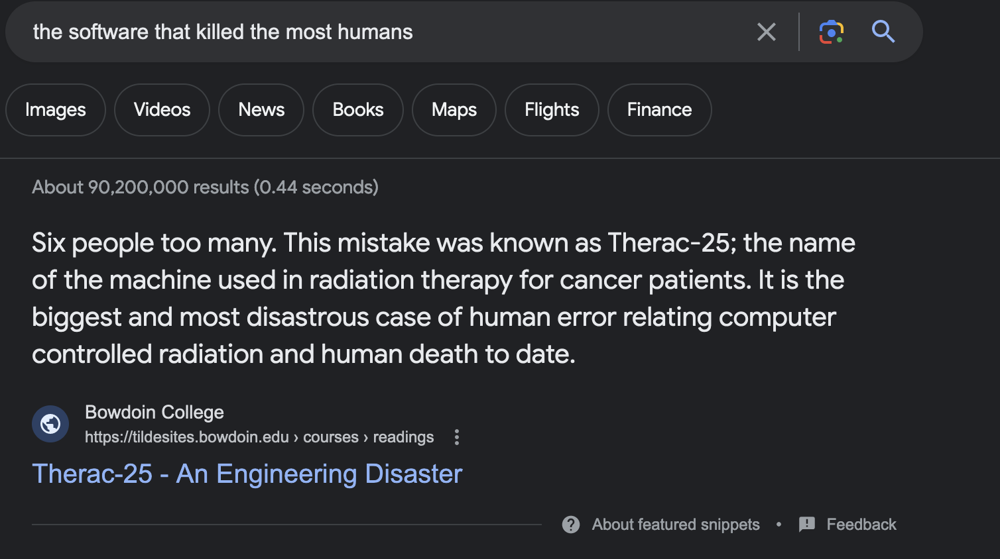 the software that killed the most humans
Images Videos News Books Maps Flights Finance
About 90,200,000 results (0.44 seconds)
Six people too many. This mistake was known as Therac-25; the name
of the machine used in radiation therapy for cancer patients. It is the
biggest and most disastrous case of human error relating computer
controlled radiation and human death to date.
Bowdoin College
https://tildesites.bowdoin.edu › courses › readings
Therac-25 - An Engineering Disaster
About featured snippets • Feedback